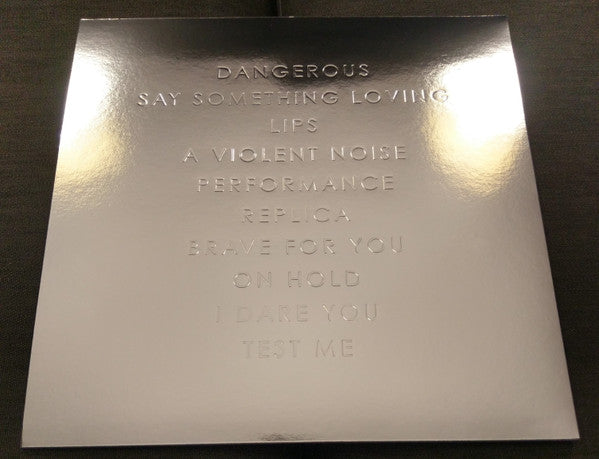 DANGEROUS
SAY SOMETHING LOVING
LIPS
A VIOLENT NOISE
PERFORMANCE
REPLICA
BRAVE FOR YOU
ON HOLD
I DARE YOU
TEST ME